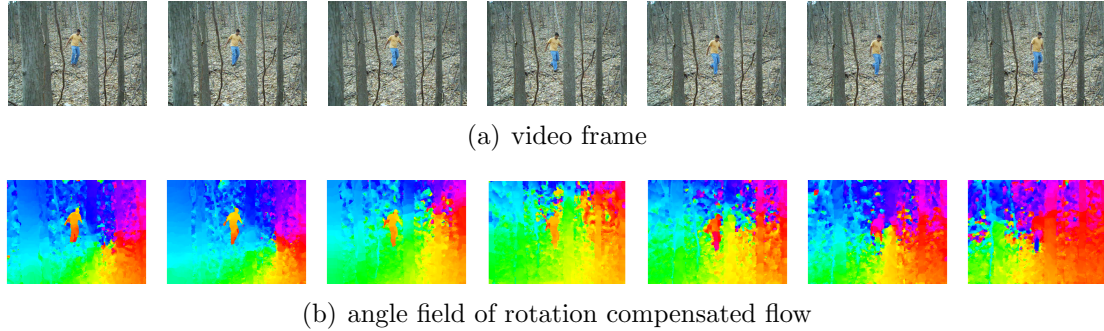 (a) video frame
(b) angle field of rotation compensated flow